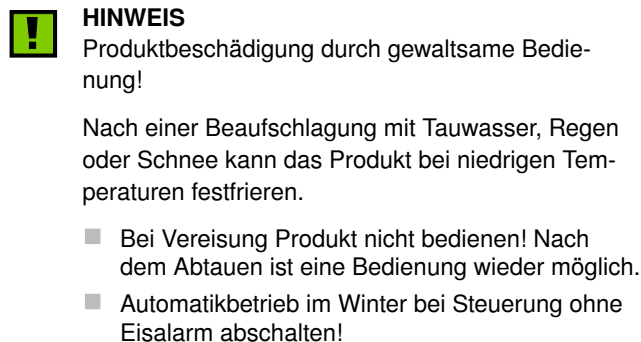 HINWEIS
Produktbeschädigung durch gewaltsame Bedie-
nung!
Nach einer Beaufschlagung mit Tauwasser, Regen
oder Schnee kann das Produkt bei niedrigen Tem-
peraturen festfrieren.
Bei Vereisung Produkt nicht bedienen! Nach
dem Abtauen ist eine Bedienung wieder möglich.
Automatikbetrieb im Winter bei Steuerung ohne
Eisalarm abschalten!